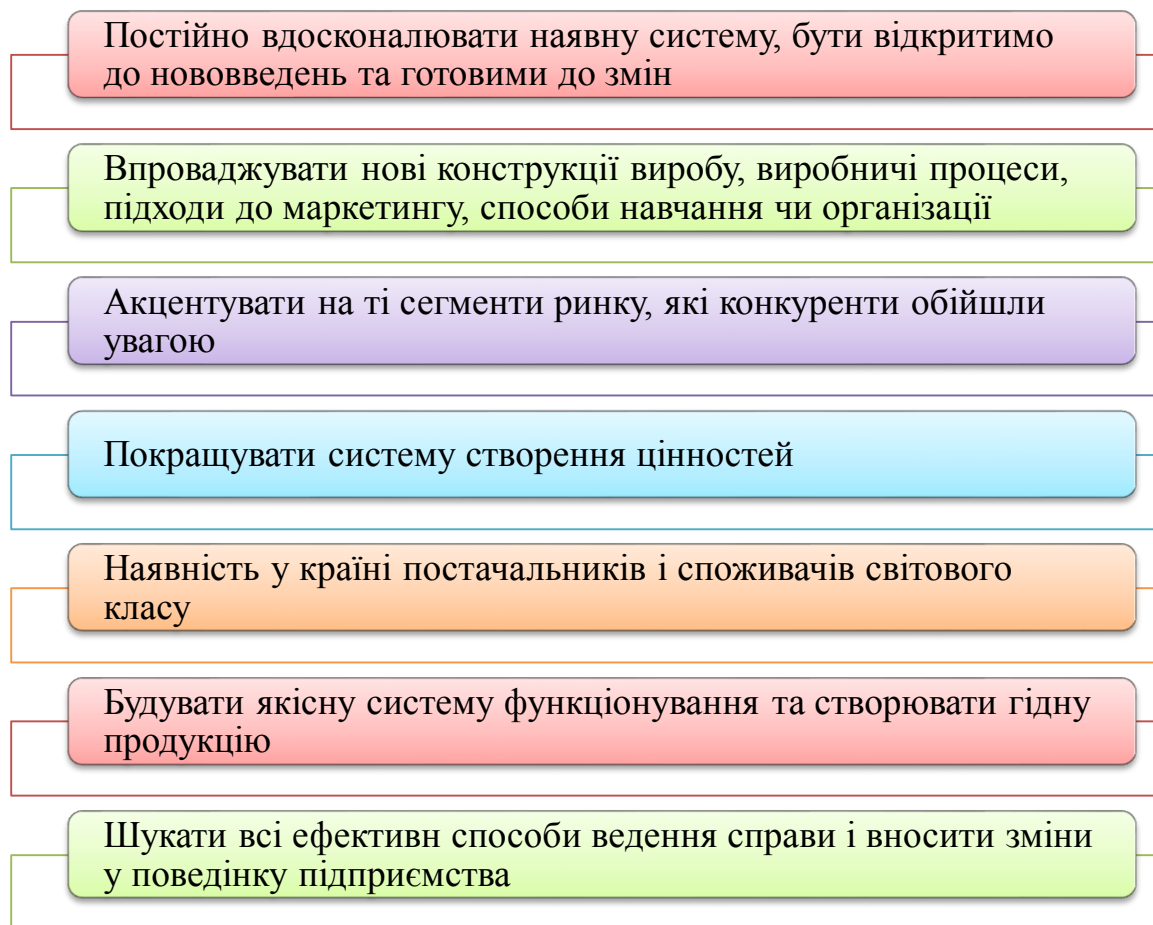 Постійно вдосконалювати наявну систему, бути відкритимо
до нововведень та готовими до змін
Впроваджувати нові конструкції виробу, виробничі процеси,
підходи до маркетингу, способи навчання чи організації
Акцентувати на ті сегменти ринку, які конкуренти обійшли
увагою
Покращувати систему створення цінностей
Наявність у країні постачальників і споживачів світового
класу
Будувати якісну систему функціонування та створювати гідну
продукцію
Шукати всі ефективн способи ведення справи і вносити зміни
у поведінку підприємства